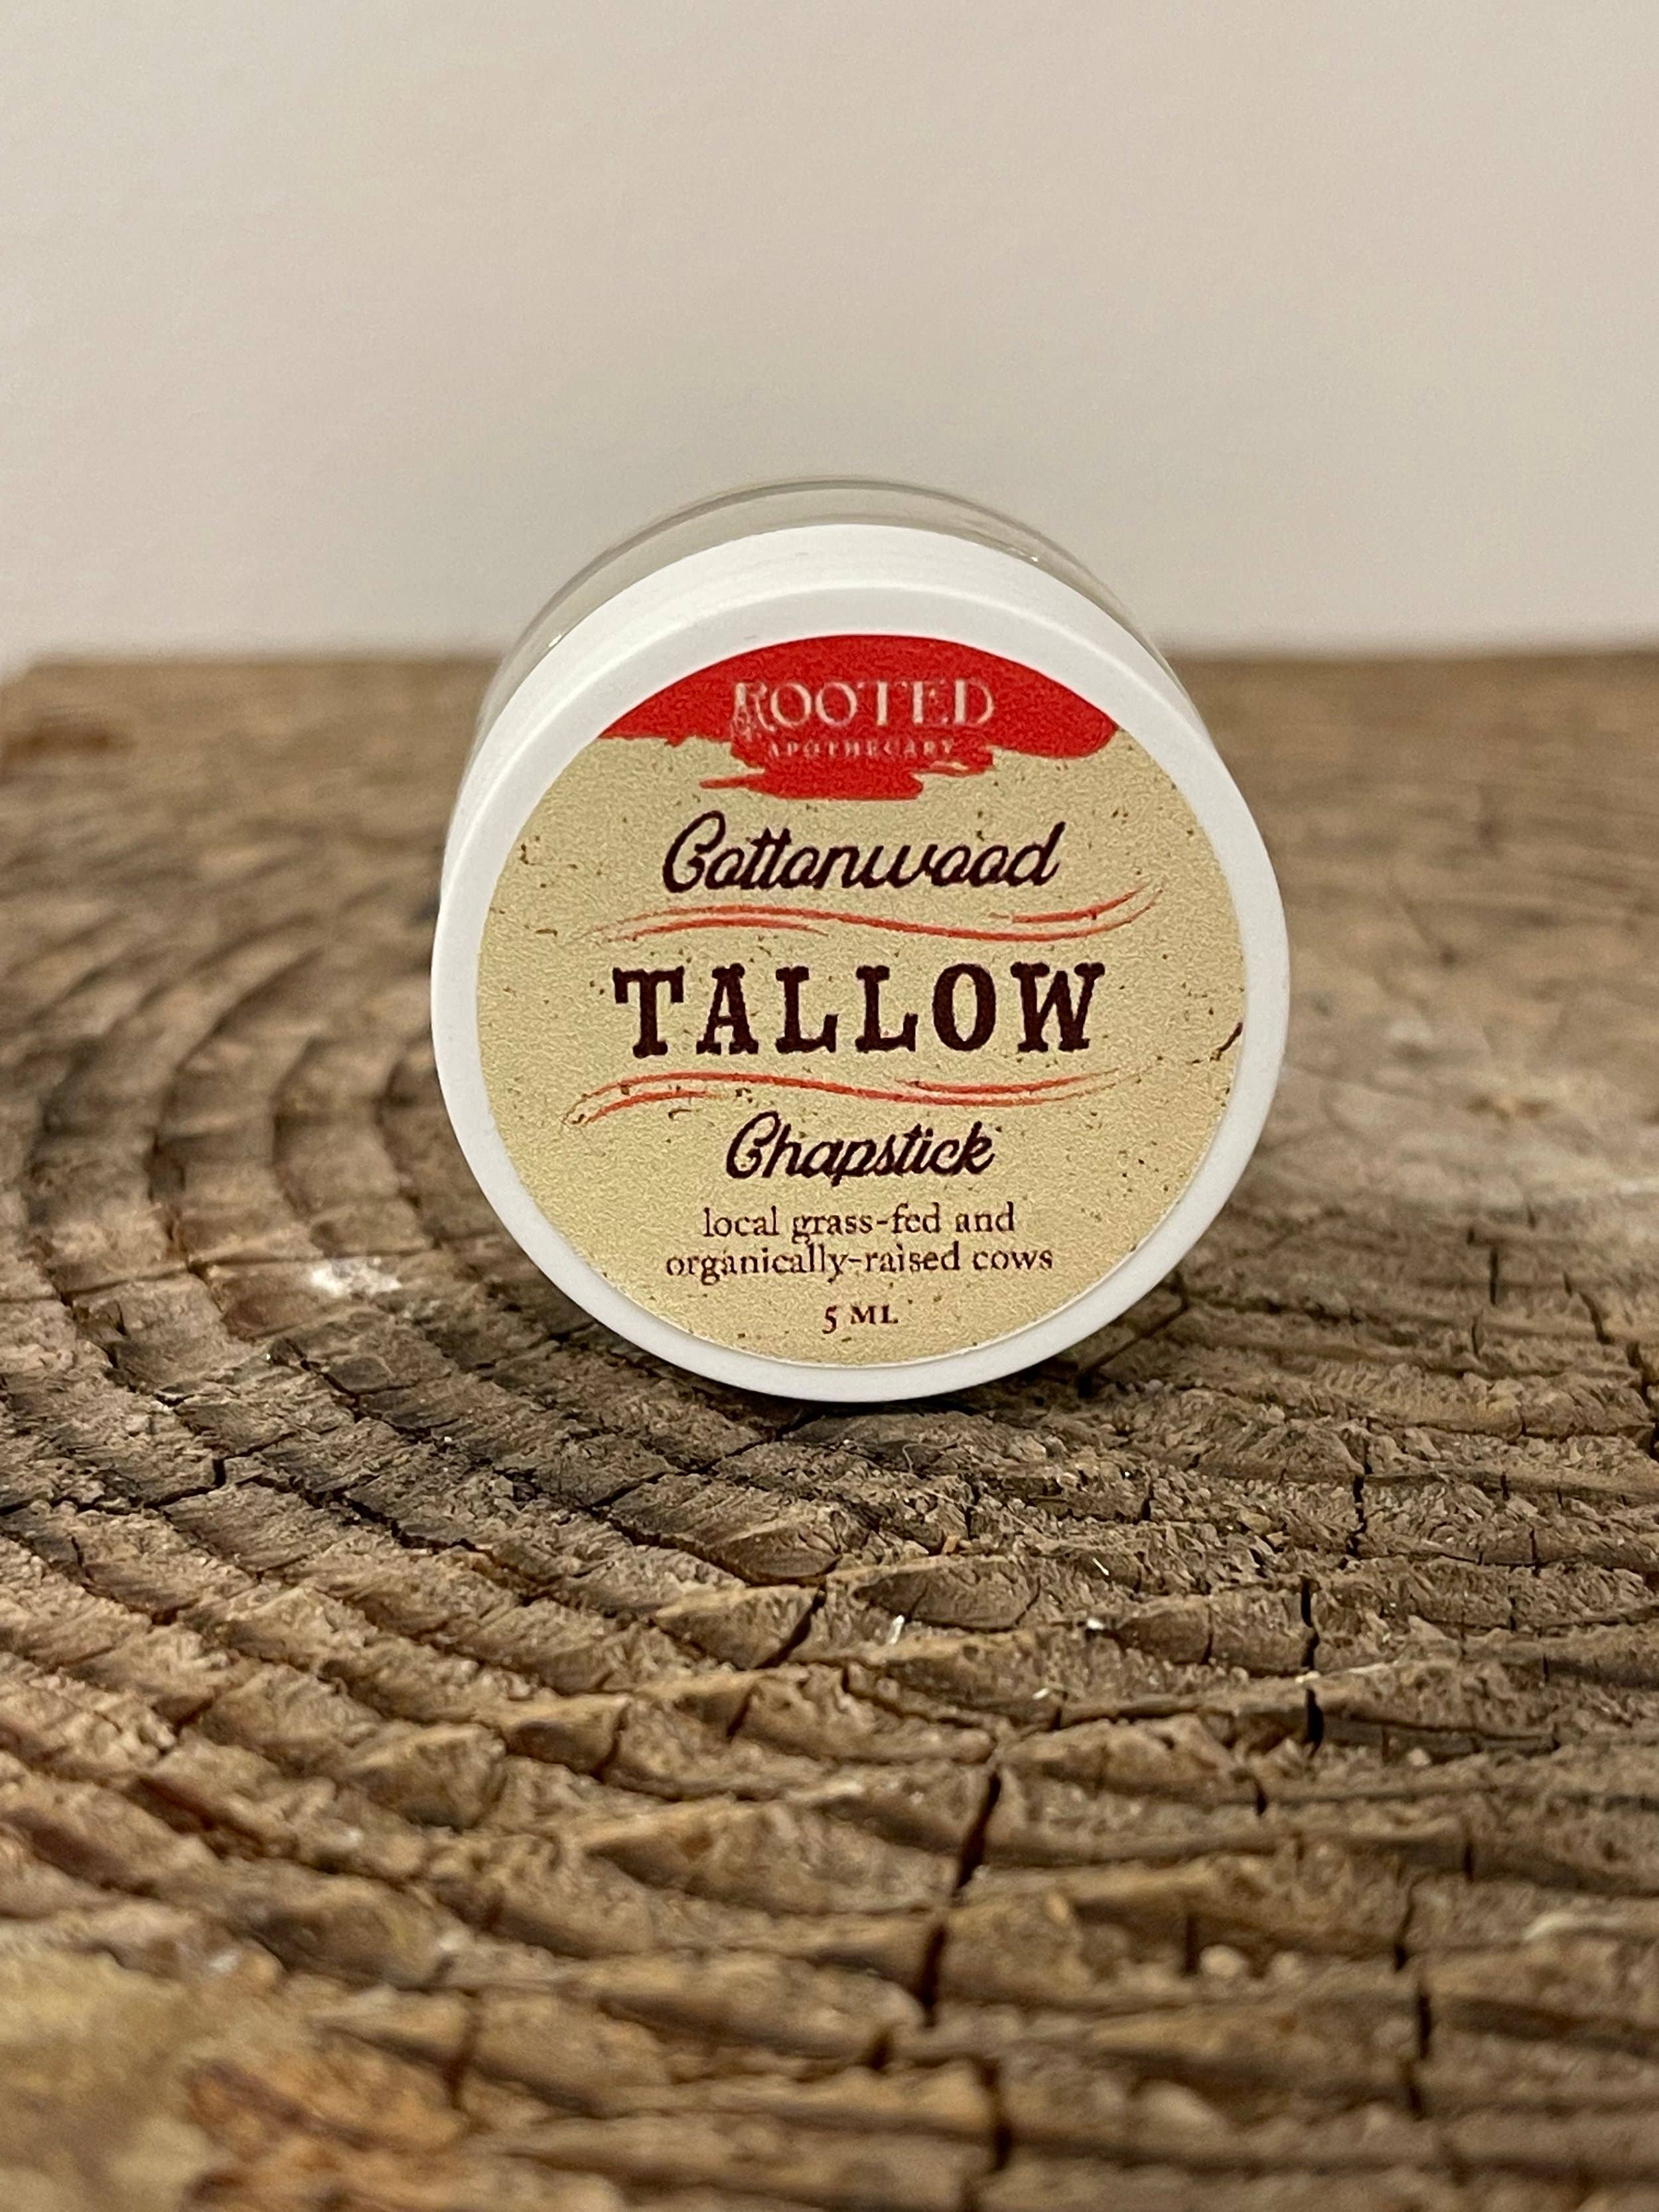 ROOTED
APOTHECARY
Cottonwood
TALLOW
Chapstick
local grass-fed and
organically-raised cows
5 ML